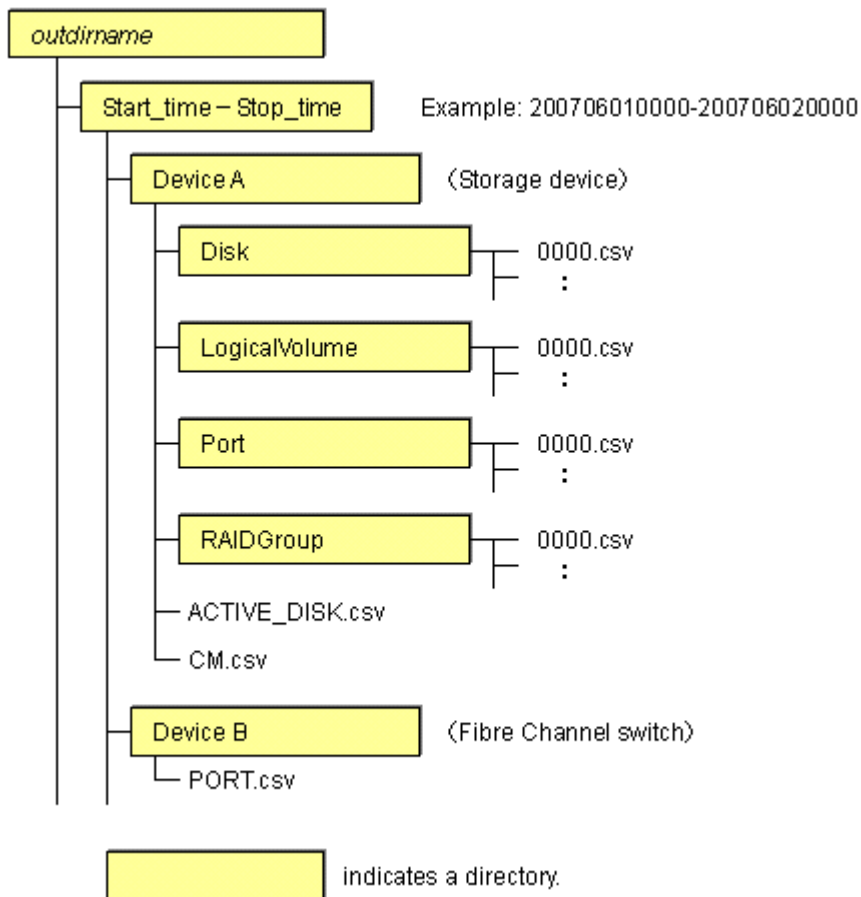 outdirname
Start_time－Stop_time Example: 200706010000-200706020000
Device A （Storage device）
Disk 0000.csv
:
LogicalVolume 0000.csv
:
Port 0000.csv
:
RAIDGroup 0000.csv
:
ACTIVE_DISK.csv
CM.csv
Device B （Fibre Channel switch）
PORT.csv
indicates a directory.